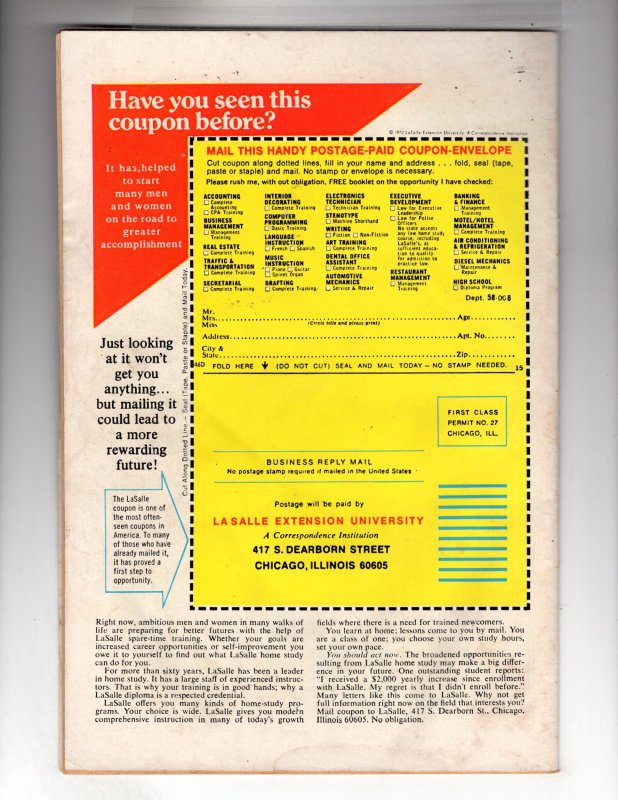 Have you seen this
coupon before?
© 1972 LaSalle Extension University. A Correspondence Institution
It has helped
to start
many men
and women
on the road to
greater
accomplishment
Just looking
at it won't
get you
anything...
but mailing it
could lead to
a more
rewarding
future!
The LaSalle
coupon is one of
the most often-
seen coupons in
America. To many
of those who have
already mailed it,
it has proved a
first step to
opportunity.
Cut Along Dotted Line – Seal (Tape, Paste or Staple) and Mail Today.
MAIL THIS HANDY POSTAGE-PAID COUPON-ENVELOPE
Cut coupon along dotted lines, fill in your name and address . . . fold, seal (tape,
paste or staple) and mail. No stamp or envelope is necessary.
Please rush me, with out obligation, FREE booklet on the opportunity I have checked:
ACCOUNTING
☐ Complete
Accounting
☐ CPA Training
BUSINESS
MANAGEMENT
☐ Management
Training
REAL ESTATE
☐ Complete Training
TRAFFIC &
TRANSPORTATION
☐ Complete Training
SECRETARIAL
☐ Complete Training
INTERIOR
DECORATING
☐ Complete Training
COMPUTER
PROGRAMMING
☐ Basic Training
LANGUAGE
INSTRUCTION
☐ French ☐ Spanish
MUSIC
INSTRUCTION
☐ Piano ☐ Guitar
☐ Spinet Organ
DRAFTING
☐ Complete Training
ELECTRONICS
TECHNICIAN
☐ Technician Training
STENOTYPE
☐ Machine Shorthand
WRITING
☐ Fiction ☐ Non-Fiction
ART TRAINING
☐ Complete Training
DENTAL OFFICE
ASSISTANT
☐ Complete Training
AUTOMOTIVE
MECHANICS
☐ Service & Repair
EXECUTIVE
DEVELOPMENT
☐ Law for Executive
Leadership
☐ Law for Police
Officers
No state accepts
any law home study
course, including
LaSalle's, as
sufficient educa-
tion to qualify
for admission to
practice law.
RESTAURANT
MANAGEMENT
☐ Management
Training
BANKING
& FINANCE
☐ Management
Training
MOTEL/HOTEL
MANAGEMENT
☐ Complete Training
AIR CONDITIONING
& REFRIGERATION
☐ Service & Repair
DIESEL MECHANICS
☐ Maintenance &
Repair
HIGH SCHOOL
☐ Diploma Program
Dept. 58-008
Mr.
Mrs. Age
Miss (Circle title and please print)
Address Apt. No.
City &
State Zip
46D FOLD HERE ↓ (DO NOT CUT) SEAL AND MAIL TODAY – NO STAMP NEEDED. 15
FIRST CLASS
PERMIT NO. 27
CHICAGO, ILL.
BUSINESS REPLY MAIL
No postage stamp required if mailed in the United States
Postage will be paid by
LA SALLE EXTENSION UNIVERSITY
A Correspondence Institution
417 S. DEARBORN STREET
CHICAGO, ILLINOIS 60605
Right now, ambitious men and women in many walks of
life are preparing for better futures with the help of
LaSalle spare-time training. Whether your goals are
increased career opportunities or self-improvement you
owe it to yourself to find out what LaSalle home study
can do for you.
For more than sixty years, LaSalle has been a leader
in home study. It has a large staff of experienced instruc-
tors. That is why your training is in good hands; why a
LaSalle diploma is a respected credential.
LaSalle offers you many kinds of home-study pro-
grams. Your choice is wide. LaSalle gives you modern
comprehensive instruction in many of today's growth
fields where there is a need for trained newcomers.
You learn at home; lessons come to you by mail. You
are a class of one; you choose your own study hours,
set your own pace.
You should act now. The broadened opportunities re-
sulting from LaSalle home study may make a big differ-
ence in your future. One outstanding student reports:
"I received a $2,000 yearly increase since enrollment
with LaSalle. My regret is that I didn't enroll before."
Many letters like this come to LaSalle. Why not get
full information right now on the field that interests you?
Mail coupon to LaSalle, 417 S. Dearborn St., Chicago,
Illinois 60605. No obligation.